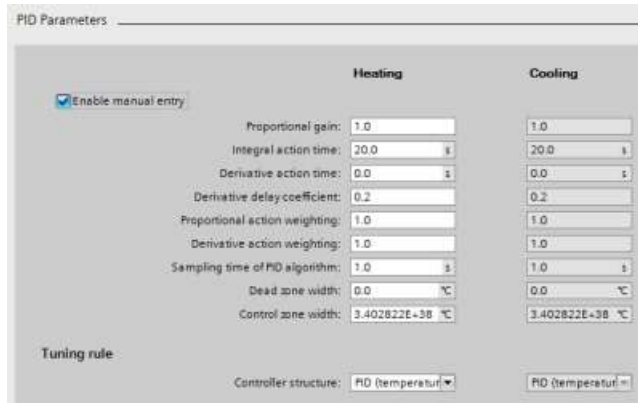 PID Parameters
Heating Cooling
Enable manual entry
Proportional gain: 1.0 1.0
Integral action time: 20.0 s 20.0 s
Derivative action time: 0.0 s 0.0 s
Derivative delay coefficient: 0.2 0.2
Proportional action weighting: 1.0 1.0
Derivative action weighting: 1.0 1.0
Sampling time of PID algorithm: 1.0 s 1.0 s
Dead zone width: 0.0 °C 0.0 °C
Control zone width: 3.402822E+38 °C 3.402822E+38 °C
Tuning rule
Controller structure: PID (temperatur PID (temperatur